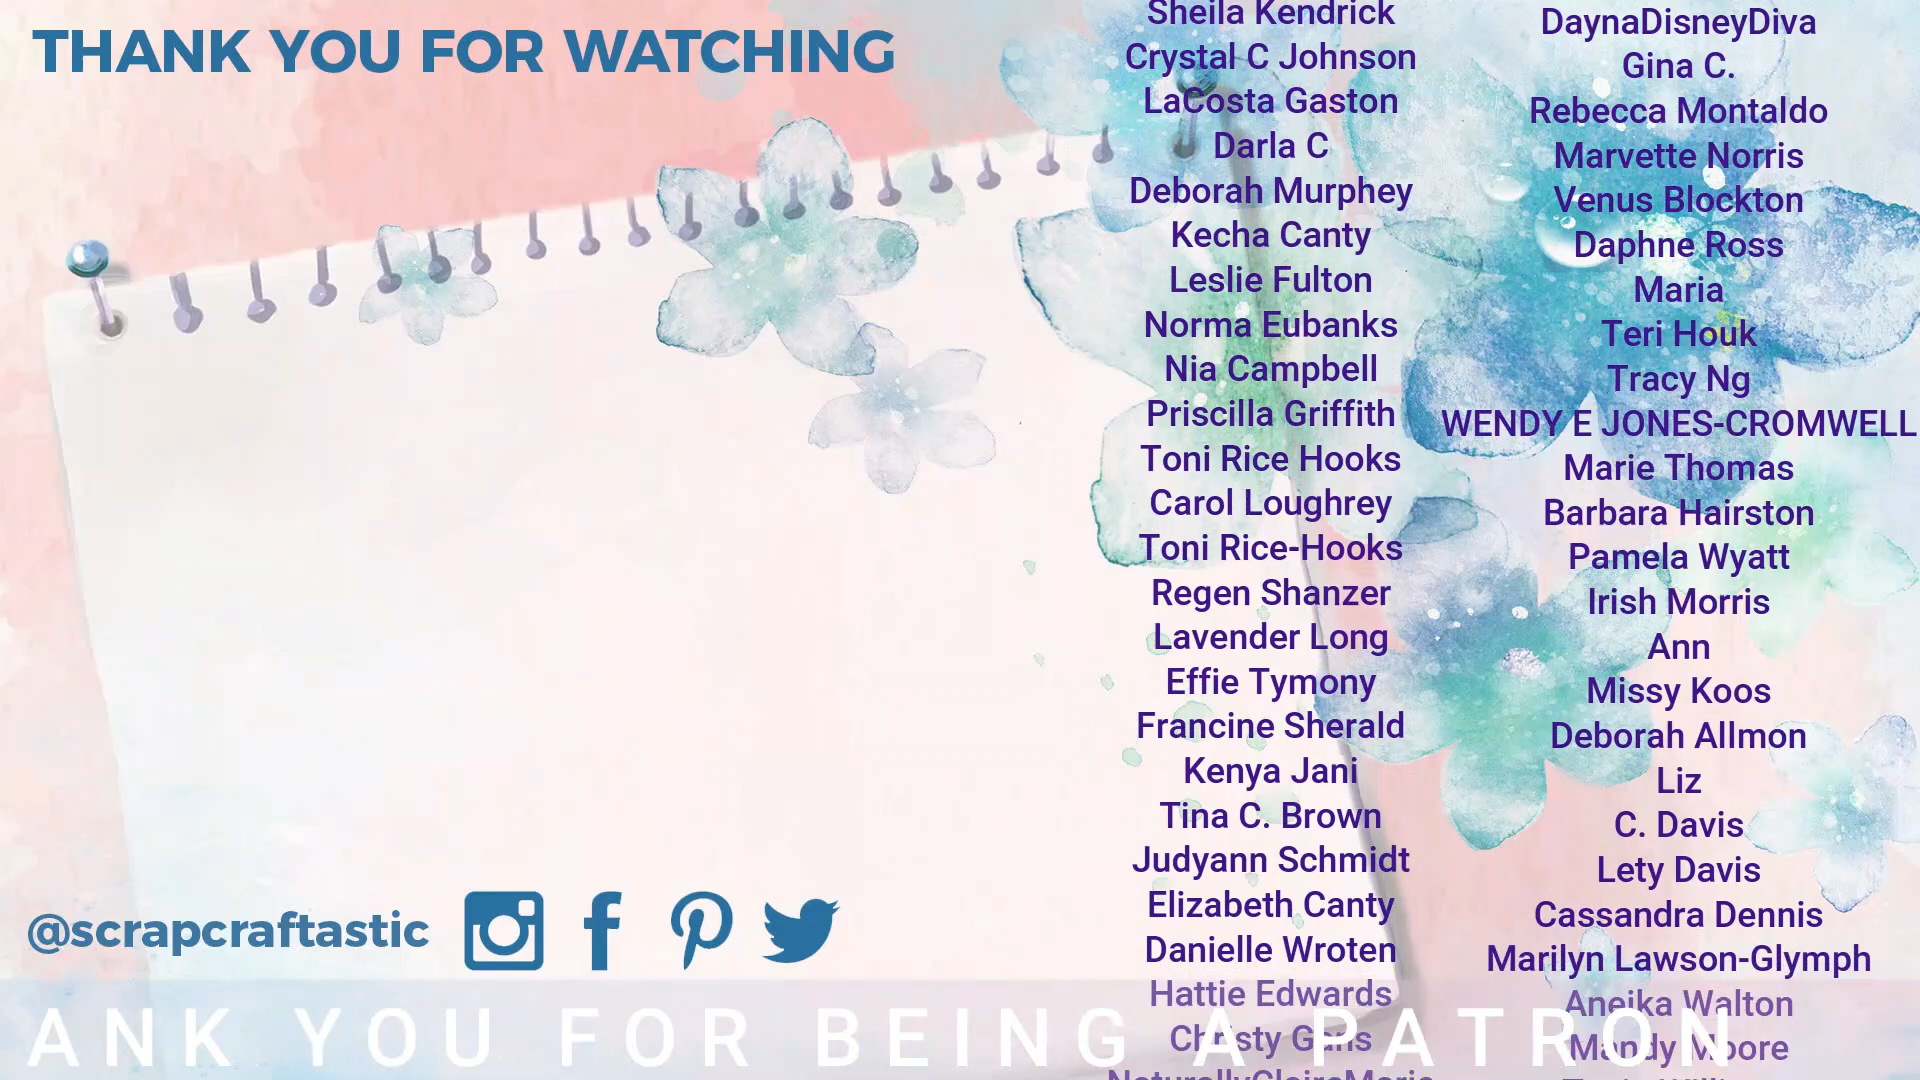 THANK YOU FOR WATCHING
Sheila Kendrick
Crystal C Johnson
LaCosta Gaston
Darla C
Deborah Murphey
Kecha Canty
Leslie Fulton
Norma Eubanks
Nia Campbell
Priscilla Griffith
Toni Rice Hooks
Carol Loughrey
Toni Rice-Hooks
Regen Shanzer
Lavender Long
Effie Tymony
Francine Sherald
Kenya Jani
Tina C. Brown
Judyann Schmidt
Elizabeth Canty
Danielle Wroten
Hattie Edwards
Christy
DaynaDisneyDiva
Gina C.
Rebecca Montaldo
Marvette Norris
Venus Blockton
Daphne Ross
Maria
Teri Houk
Tracy Ng
WENDY E JONES-CROMWELL
Marie Thomas
Barbara Hairston
Pamela Wyatt
Irish Morris
Ann
Missy Koos
Deborah Allmon
Liz
C. Davis
Lety Davis
Cassandra Dennis
Marilyn Lawson-Glymph
Aneika Walton
Mandy Moore
@scrapcraftastic
ANK YOU FOR BEING A PATRON